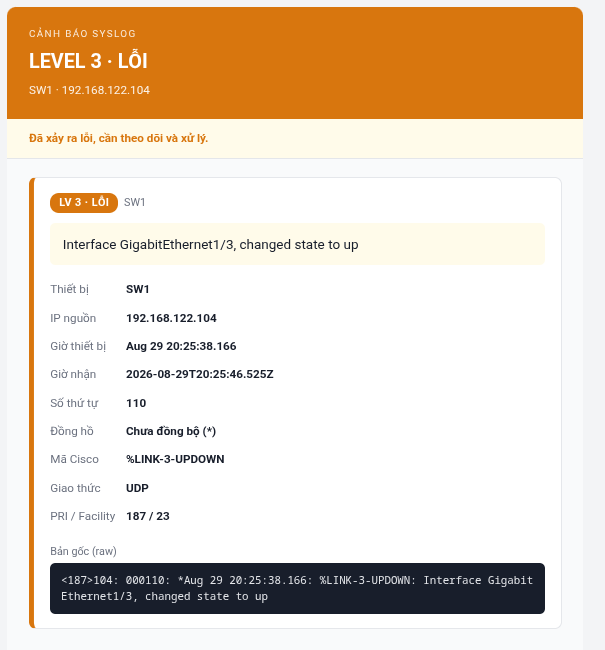 CẢNH BÁO SYSLOG
LEVEL 3 · LỖI
SW1 · 192.168.122.104
Đã xảy ra lỗi, cần theo dõi và xử lý.
LV 3 · LỖI SW1
Interface GigabitEthernet1/3, changed state to up
Thiết bị SW1
IP nguồn 192.168.122.104
Giờ thiết bị Aug 29 20:25:38.166
Giờ nhận 2026-08-29T20:25:46.525Z
Số thứ tự 110
Đồng hồ Chưa đồng bộ (*)
Mã Cisco %LINK-3-UPDOWN
Giao thức UDP
PRI / Facility 187 / 23
Bản gốc (raw)
<187>104: 000110: *Aug 29 20:25:38.166: %LINK-3-UPDOWN: Interface Gigabit
Ethernet1/3, changed state to up